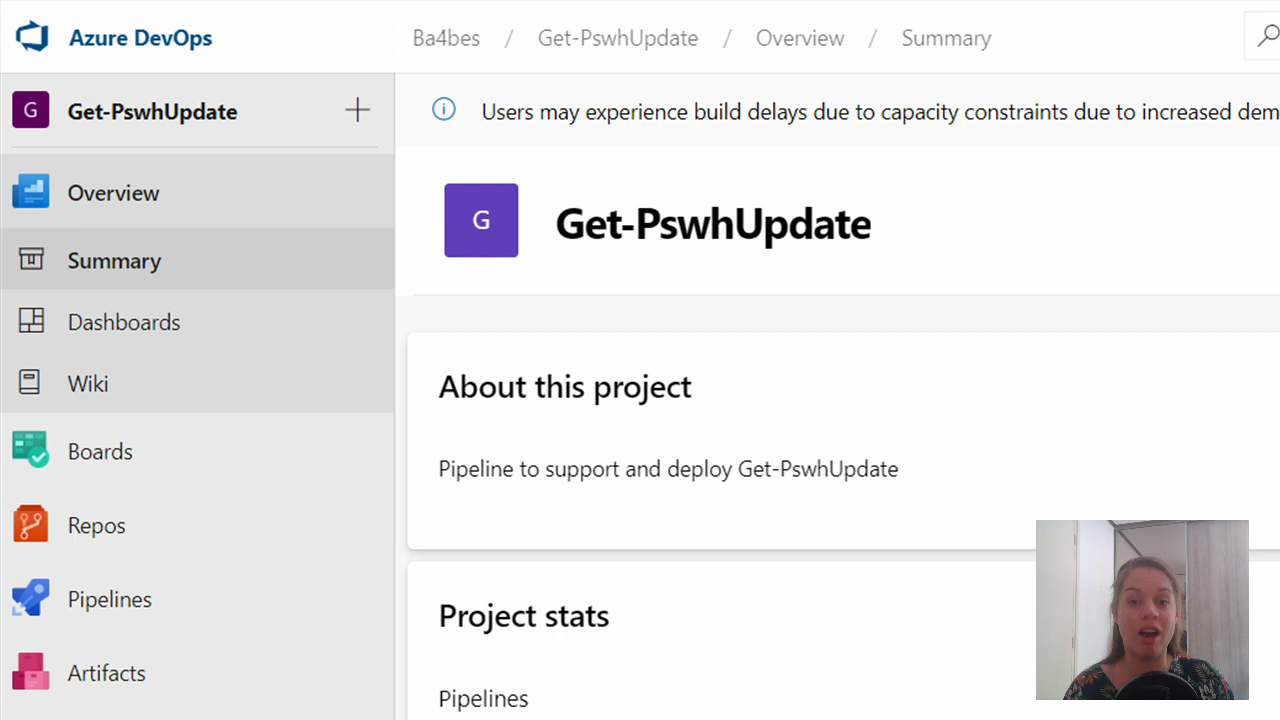 Azure DevOps
Ba4bes / Get-PswhUpdate / Overview / Summary
G Get-PswhUpdate
Users may experience build delays due to capacity constraints due to increased dem
Overview
Summary
Dashboards
Wiki
Boards
Repos
Pipelines
Artifacts
G Get-PswhUpdate
About this project
Pipeline to support and deploy Get-PswhUpdate
Project stats
Pipelines